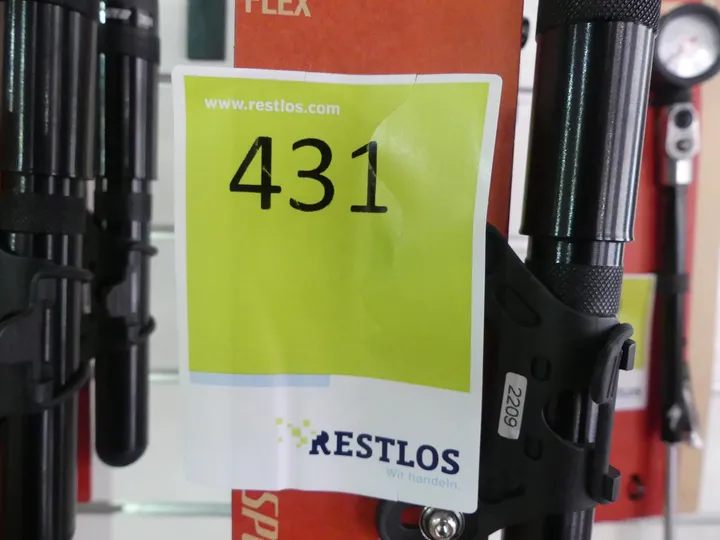 FLEX
www.restlos.com
431
2209
RESTLOS
Wir handeln.